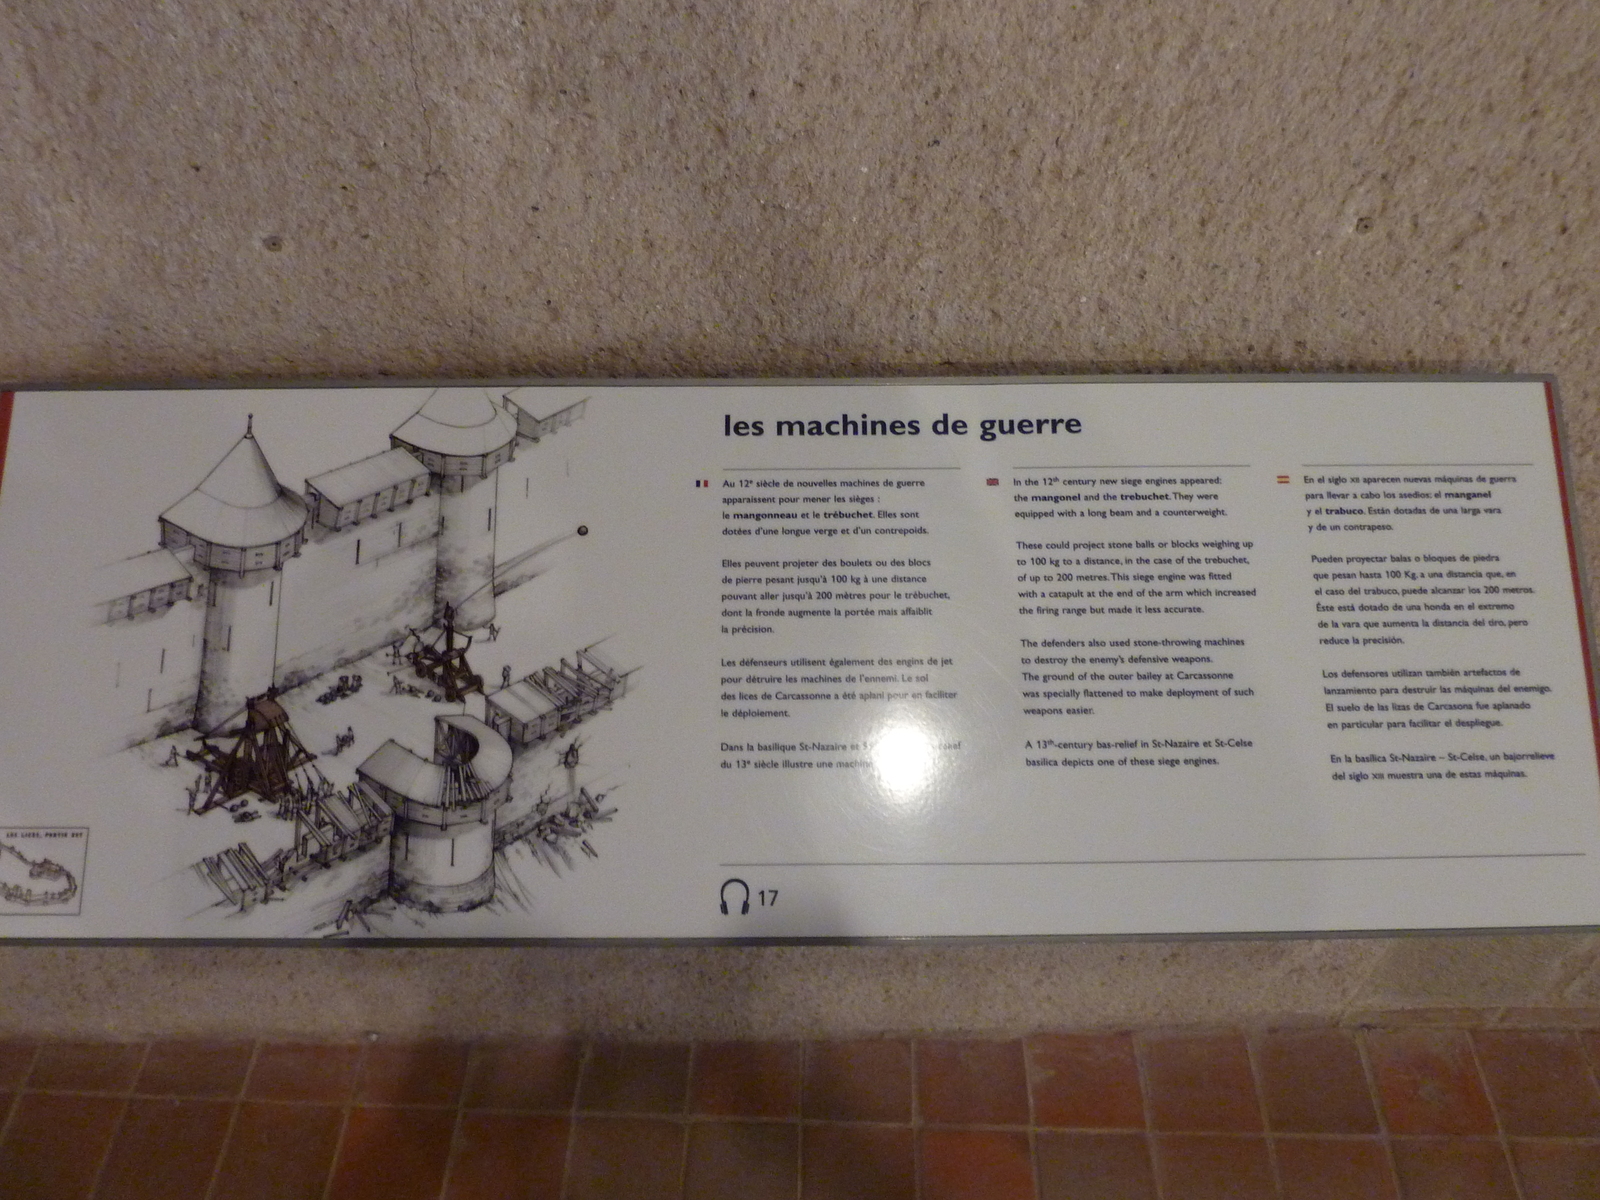 les machines de guerre
Au 12e siècle de nouvelles machines de guerre
apparaissent pour mener les sièges :
le mangonneau et le trébuchet. Elles sont
dotées d'une longue verge et d'un contrepoids.
Elles peuvent projeter des boulets ou des blocs
de pierre pesant jusqu'à 100 kg à une distance
pouvant aller jusqu'à 200 mètres pour le trébuchet,
dont la fronde augmente la portée mais affaiblit
la précision.
Les défenseurs utilisent également des engins de jet
pour détruire les machines de l'ennemi. Le sol
des lices de Carcassonne a été aplani pour en faciliter
le déploiement.
Dans la basilique St-Nazaire et
du 13e siècle illustre une
In the 12th century new siege engines appeared:
the mangonel and the trebuchet. They were
equipped with a long beam and a counterweight.
These could project stone balls or blocks weighing up
to 100 kg to a distance, in the case of the trebuchet,
of up to 200 metres. This siege engine was fitted
with a catapult at the end of the arm which increased
the firing range but made it less accurate.
The defenders also used stone-throwing machines
to destroy the enemy's defensive weapons.
The ground of the outer bailey at Carcassonne
was specially flattened to make deployment of such
weapons easier.
A 13th-century bas-relief in St-Nazaire et St-Celse
basilica depicts one of these siege engines.
En el siglo XII aparecen nuevas máquinas de guerra
para llevar a cabo los asedios: el manganel
y el trabuco. Están dotadas de una larga vara
y de un contrapeso.
Pueden proyectar balas o bloques de piedra
que pesan hasta 100 Kg. a una distancia que, en
el caso del trabuco, puede alcanzar los 200 metros.
Éste está dotado de una honda en el extremo
de la vara que aumenta la distancia del tiro, pero
reduce la precisión.
Los defensores utilizan también artefactos de
lanzamiento para destruir las máquinas del enemigo.
El suelo de las lizas de Carcasona fue aplanado
en particular para facilitar el despliegue.
En la basílica St-Nazaire – St-Celse, un bajorrelieve
del siglo XIII muestra una de estas máquinas.
LES LICES, PARTIE EST
17